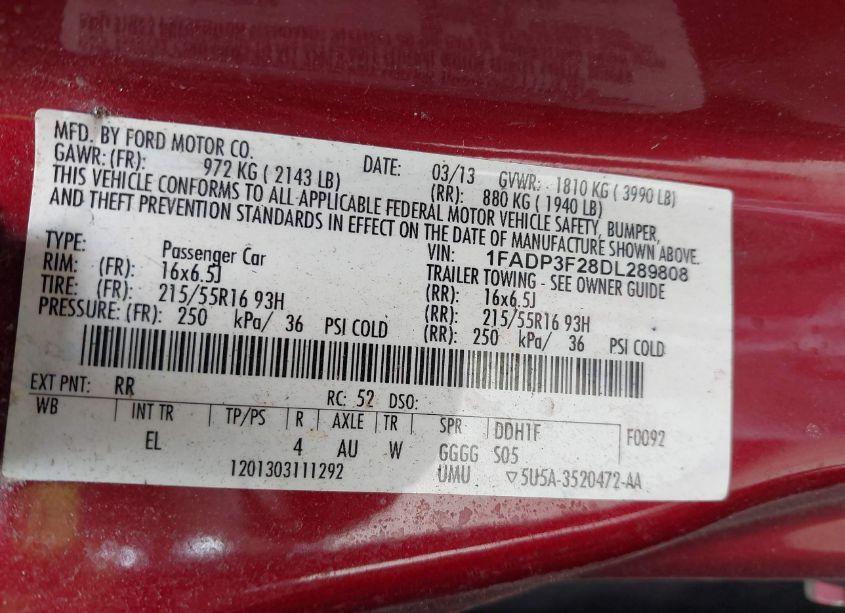 MFD. BY FORD MOTOR CO. DATE: 03/13 GVWR: 1810 KG ( 3990 LB)
GAWR: (FR): 972 KG ( 2143 LB) (RR): 880 KG ( 1940 LB)
THIS VEHICLE CONFORMS TO ALL APPLICABLE FEDERAL MOTOR VEHICLE SAFETY, BUMPER,
AND THEFT PREVENTION STANDARDS IN EFFECT ON THE DATE OF MANUFACTURE SHOWN ABOVE.
VIN: 1FADP3F28DL289808
TYPE: Passenger Car TRAILER TOWING - SEE OWNER GUIDE
RIM: (FR): 16x6.5J (RR): 16x6.5J
TIRE: (FR): 215/55R16 93H (RR): 215/55R16 93H
PRESSURE: (FR): 250 kPa/ 36 PSI COLD (RR): 250 kPa/ 36 PSI COLD
EXT PNT: RR RC: 52 DSO:
WB INT TR TP/PS R AXLE TR SPR DDH1F F0092
EL 4 AU W GGGG S05
1201303111292 UMU ▽5U5A-3520472-AA